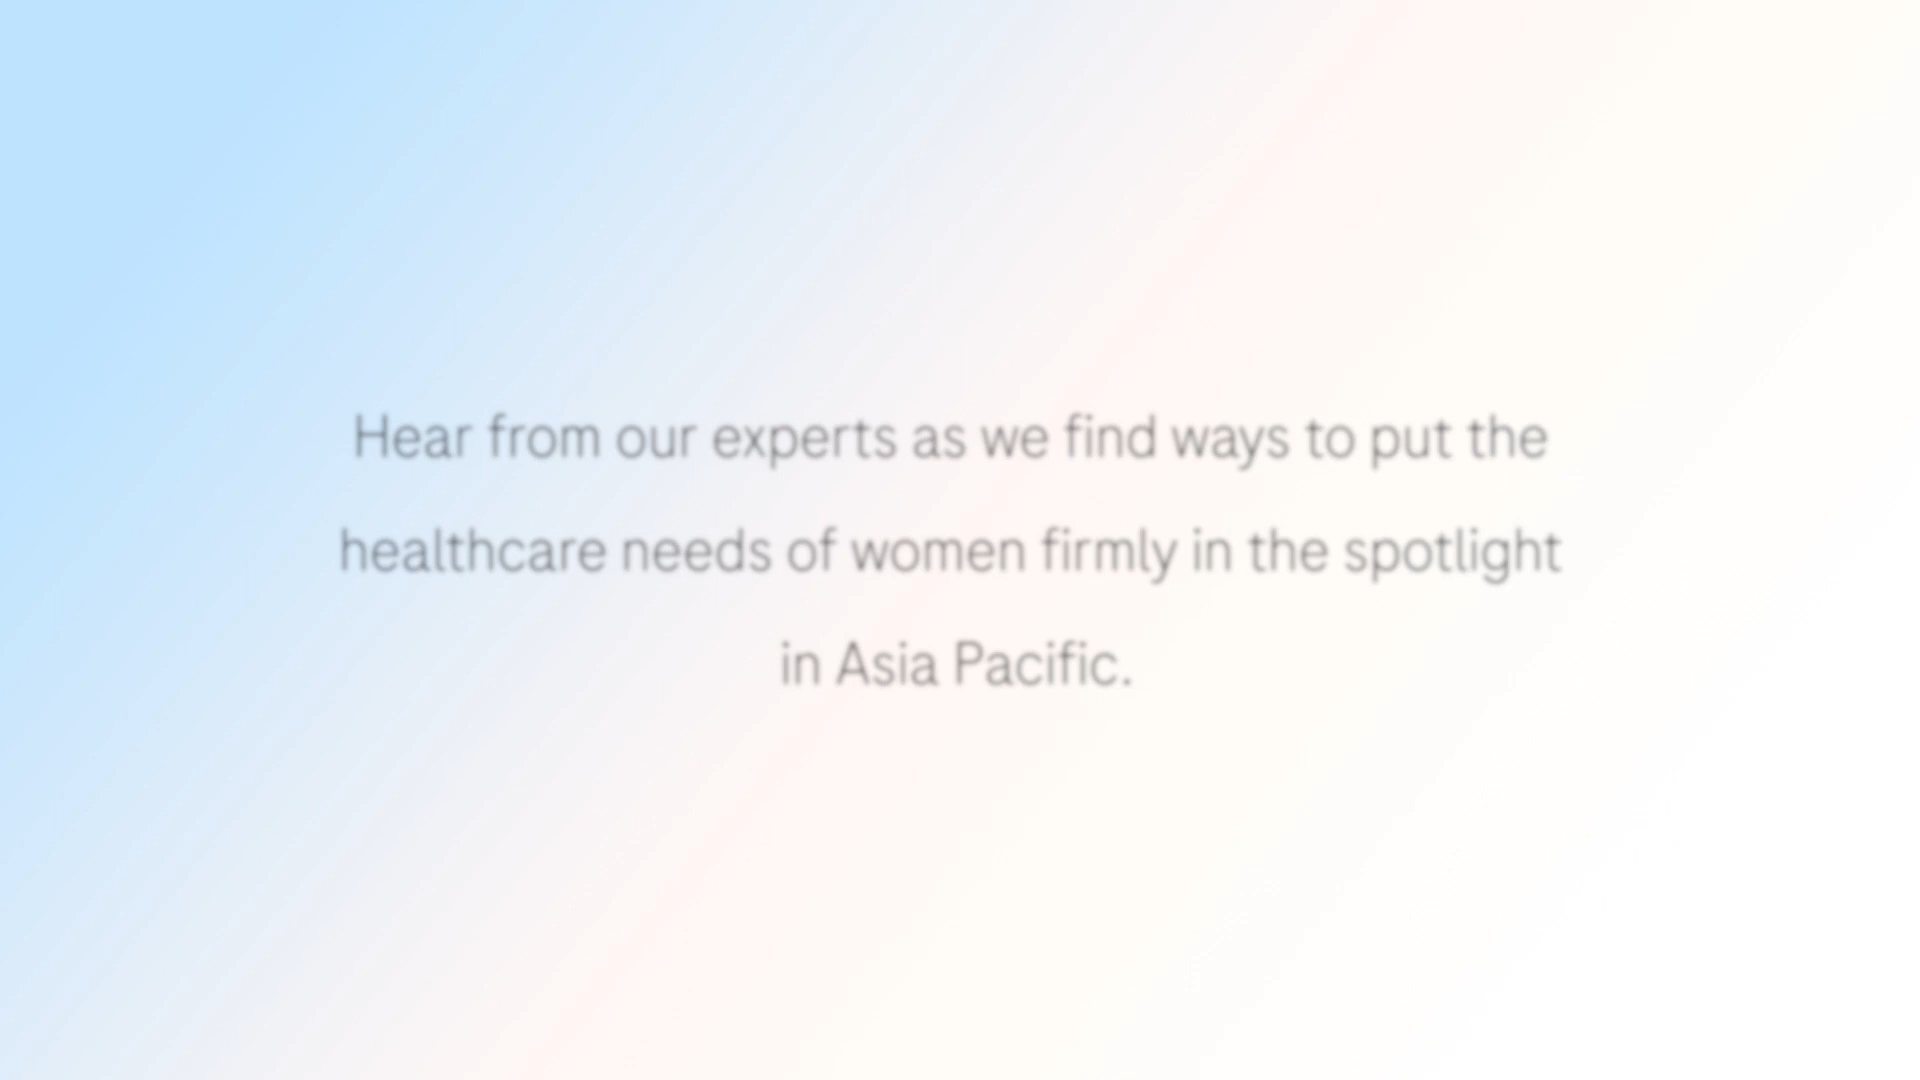 Hear from our experts as we find ways to put the
healthcare needs of women firmly in the spotlight
in Asia Pacific.